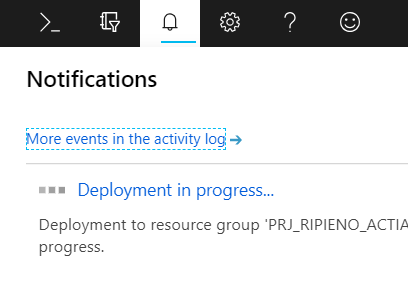 Notifications
More events in the activity log
Deployment in progress...
Deployment to resource group 'PRJ_RIPIENO_ACTIA
progress.